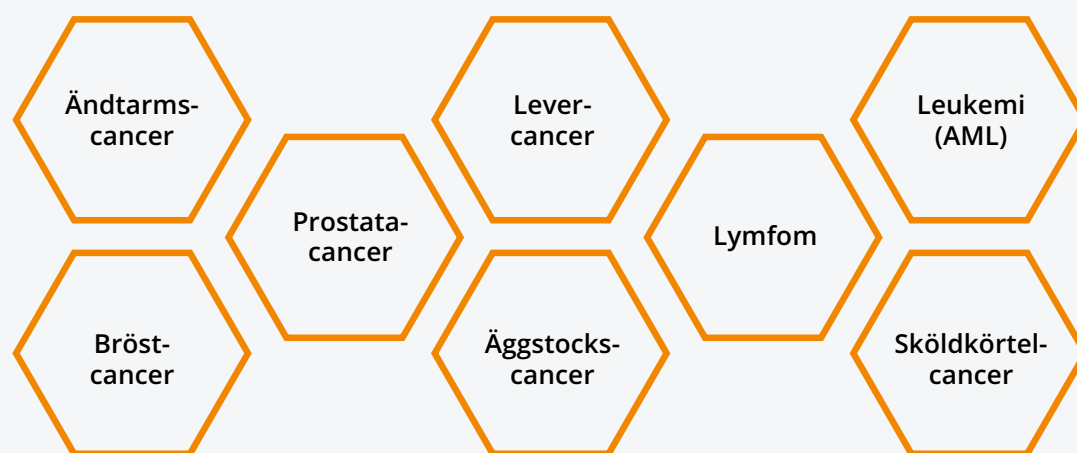 Ändtarms-
cancer
Lever-
cancer
Leukemi
(AML)
Prostata-
cancer
Lymfom
Bröst-
cancer
Äggstocks-
cancer
Sköldkörtel-
cancer